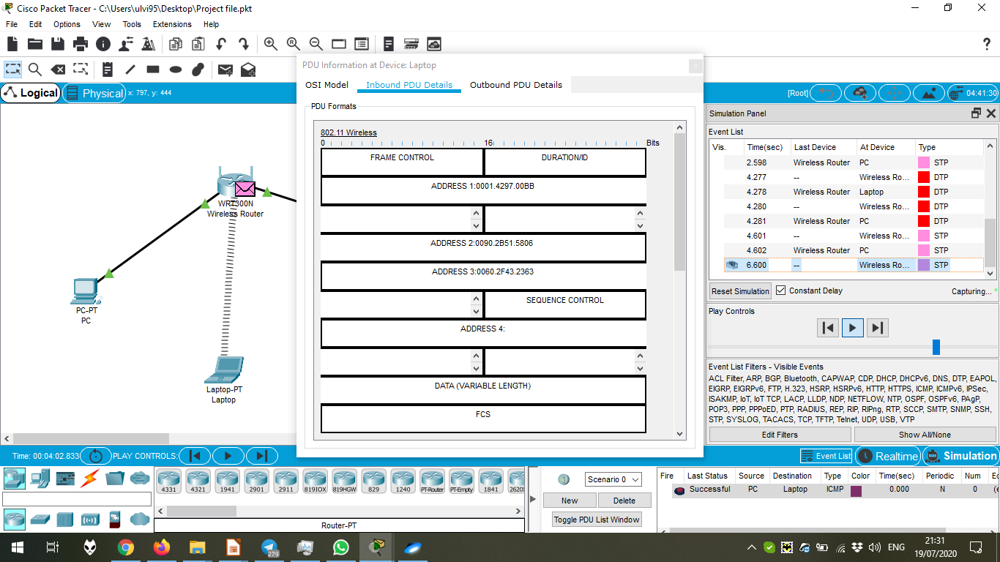 Cisco Packet Tracer - C:\Users\ulvi95\Desktop\Project file.pkt
File Edit Options View Tools Extensions Help
Logical Physical x: 797, y: 444
[Root] 04:41:30
WRT300N
Wireless Router
PC-PT
PC
Laptop-PT
Laptop
PDU Information at Device: Laptop
OSI Model Inbound PDU Details Outbound PDU Details
PDU Formats
802.11 Wireless
0 16 Bits
FRAME CONTROL DURATION/ID
ADDRESS 1:0001.4297.00BB
ADDRESS 2:0090.2B51.5806
ADDRESS 3:0060.2F43.2363
SEQUENCE CONTROL
ADDRESS 4:
DATA (VARIABLE LENGTH)
FCS
Simulation Panel
Event List
Vis. Time(sec) Last Device At Device Type
2.598 Wireless Router PC STP
4.277 -- Wireless Ro... DTP
4.278 Wireless Router Laptop DTP
4.280 -- Wireless Ro... DTP
4.281 Wireless Router PC DTP
4.601 -- Wireless Ro... STP
4.602 Wireless Router PC STP
6.600 -- Wireless Ro... STP
Reset Simulation Constant Delay Capturing... *
Play Controls
Event List Filters - Visible Events
ACL Filter, ARP, BGP, Bluetooth, CAPWAP, CDP, DHCP, DHCPv6, DNS, DTP, EAPOL,
EIGRP, EIGRPv6, FTP, H.323, HSRP, HSRPv6, HTTP, HTTPS, ICMP, ICMPv6, IPSec,
ISAKMP, IoT, IoT TCP, LACP, LLDP, NDP, NETFLOW, NTP, OSPF, OSPFv6, PAgP,
POP3, PPP, PPPoED, PTP, RADIUS, REP, RIP, RIPng, RTP, SCCP, SMTP, SNMP, SSH,
STP, SYSLOG, TACACS, TCP, TFTP, Telnet, UDP, USB, VTP
Edit Filters Show All/None
Time: 00:04:02.833 PLAY CONTROLS:
Event List Realtime Simulation
4331 4321 1941 2901 2911 819IOX 819HGW 829 1240 PT-Router PT-Empty 1841 2620X
Router-PT
Scenario 0
New Delete
Toggle PDU List Window
Fire Last Status Source Destination Type Color Time(sec) Periodic Num Ed
Successful PC Laptop ICMP 0.000 N 0 (e
279
ENG
21:31
19/07/2020